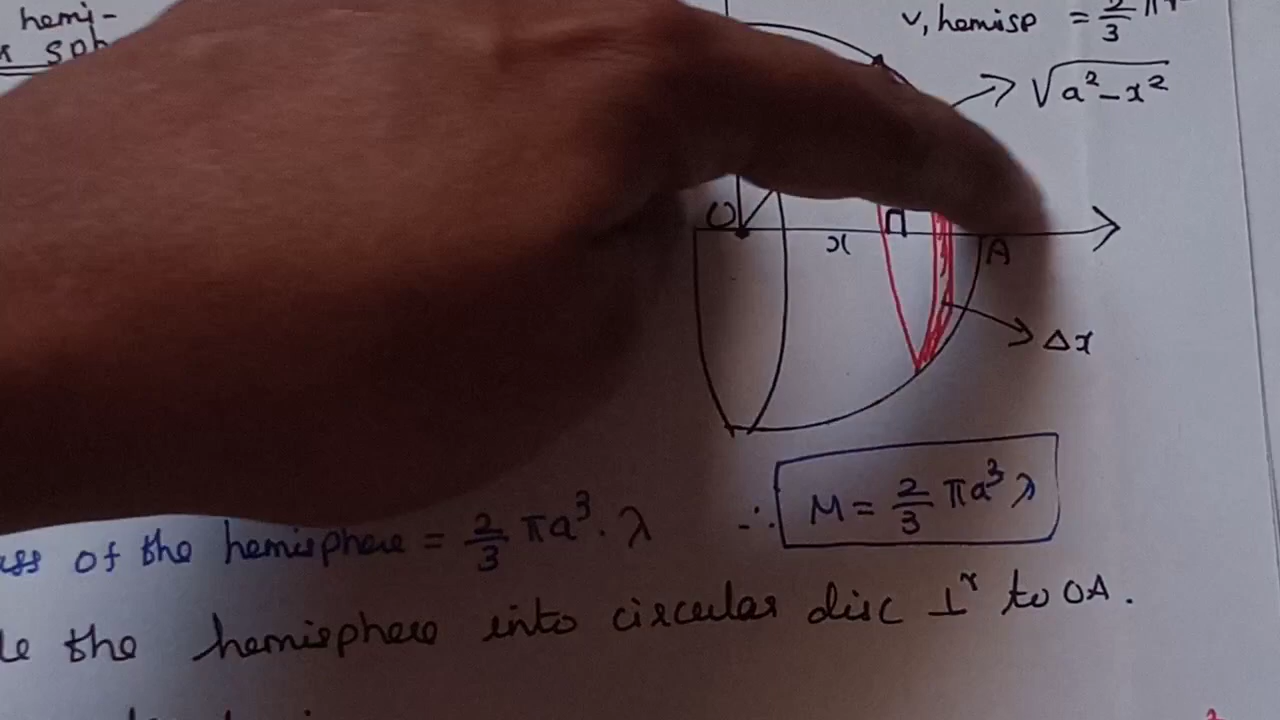 hemi-
v, hemisp = 2/3 π
√a²-x²
O
x
A
Δx
of the hemisphere = 2/3 πa³. λ ∴ M = 2/3 πa³ λ
the hemisphere into circular disc ⊥ʳ to OA.